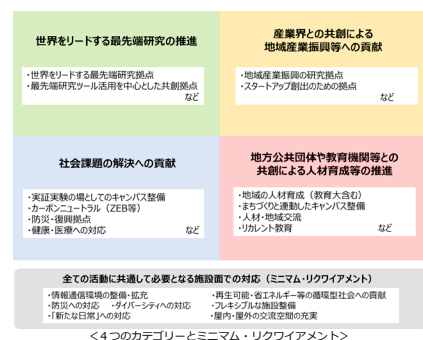 世界をリードする最先端研究の推進
・世界をリードする最先端研究拠点
・最先端研究ツール活用を中心とした共創拠点
など
産業界との共創による
地域産業振興等への貢献
・地域産業振興の研究拠点
・スタートアップ創出のための拠点
など
社会課題の解決への貢献
・実証実験の場としてのキャンパス整備
・カーボンニュートラル（ZEB等）
・防災・復興拠点
・健康・医療への対応
など
地方公共団体や教育機関等との
共創による人材育成等の推進
・地域の人材育成（教育大含む）
・まちづくりと連動したキャンパス整備
・人材・地域交流
・リカレント教育
など
全ての活動に共通して必要となる施設面での対応（ミニマム・リクワイアメント）
・情報通信環境の整備・拡充
・防災への対応　・ダイバーシティへの対応
・「新たな日常」への対応
・再生可能・省エネルギー等の循環型社会への貢献
・フレキシブルな施設整備
・屋内・屋外の交流空間の充実
＜４つのカテゴリーとミニマム・リクワイアメント＞